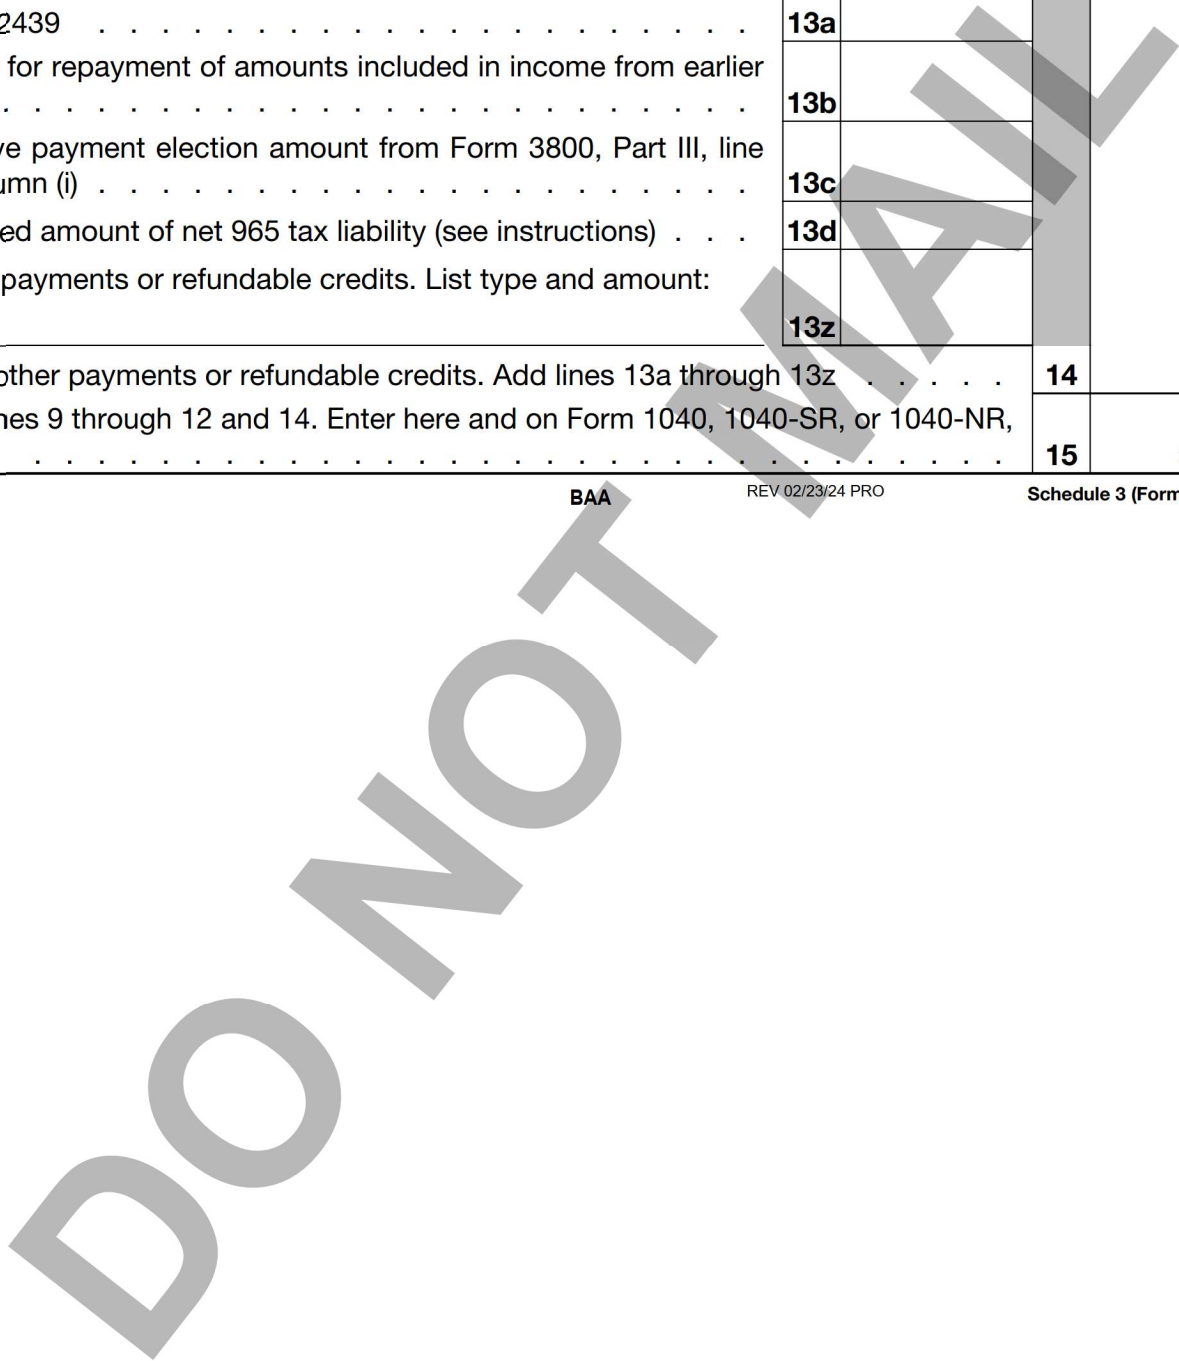 2439 . . . . . . . . . . . . . . . . . . . . . 13a
for repayment of amounts included in income from earlier
. . . . . . . . . . . . . . . . . . . . . . . . 13b
ve payment election amount from Form 3800, Part III, line
umn (i) . . . . . . . . . . . . . . . . . . . . . 13c
ed amount of net 965 tax liability (see instructions) . . . 13d
payments or refundable credits. List type and amount:
13z
other payments or refundable credits. Add lines 13a through 13z . . . . . 14
nes 9 through 12 and 14. Enter here and on Form 1040, 1040-SR, or 1040-NR,
. . . . . . . . . . . . . . . . . . . . . . . . . . . . . . . 15
BAA REV 02/23/24 PRO Schedule 3 (Form
DO NOT MAIL